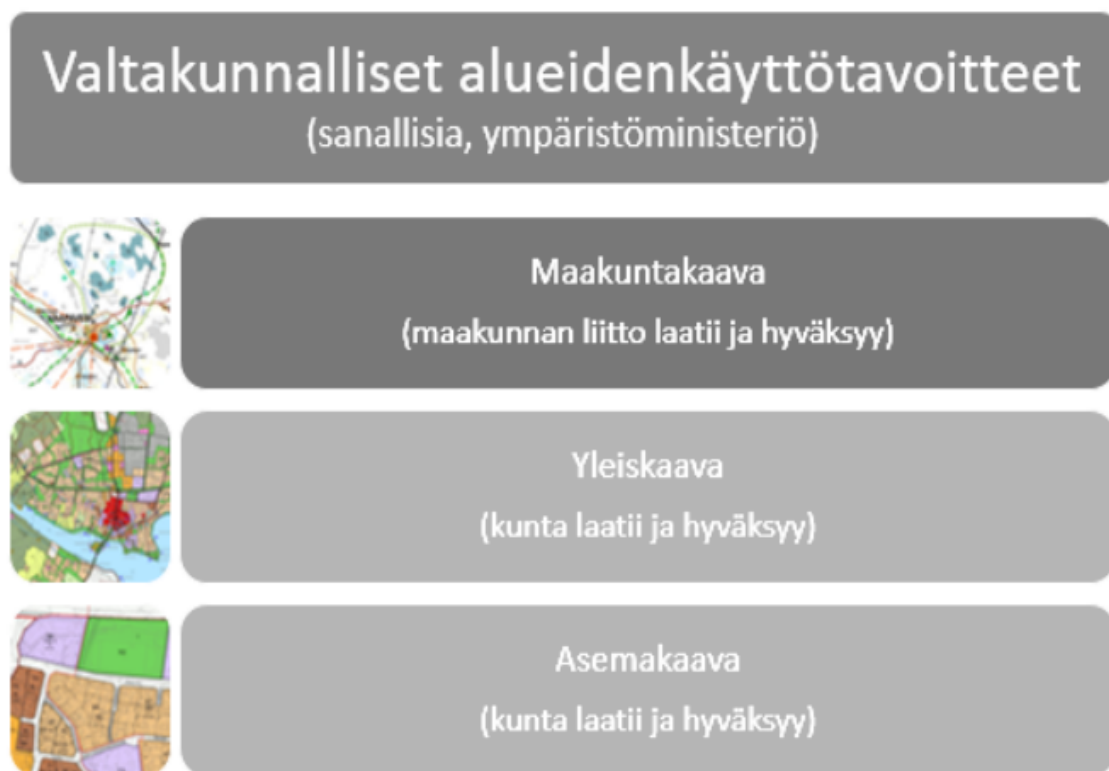 Valtakunnalliset alueidenkäyttötavoitteet
(sanallisia, ympäristöministeriö)
Maakuntakaava
(maakunnan liitto laatii ja hyväksyy)
Yleiskaava
(kunta laatii ja hyväksyy)
Asemakaava
(kunta laatii ja hyväksyy)